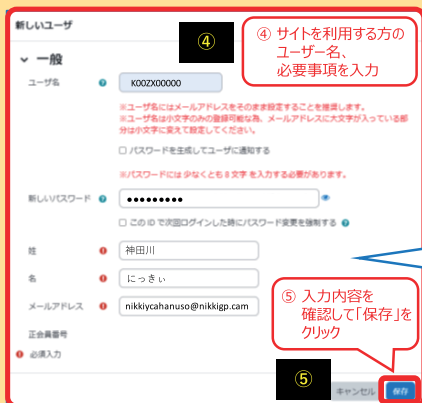 新しいユーザ
④
④ サイトを利用する方の
ユーザー名、
必要事項を入力
一般
ユーザ名
K00ZX00000
※ユーザ名にはメールアドレスをそのまま設定することを推奨します。
※ユーザ名は小文字のみの登録可能な為、メールアドレスに大文字が入っている部
分は小文字に変えて設定してください。
パスワードを生成してユーザに通知する
※パスワードには 少なくとも 8 文字 を入力する必要があります。
新しいパスワード
●●●●●●●●●
この ID で次回ログインした時にパスワード変更を強制する
姓
神田川
名
にっきぃ
メールアドレス
nikkiycahanuso@nikkigp.cam
正会員番号
必須入力
⑤ 入力内容を
確認して「保存」を
クリック
⑤
キャンセル
保存